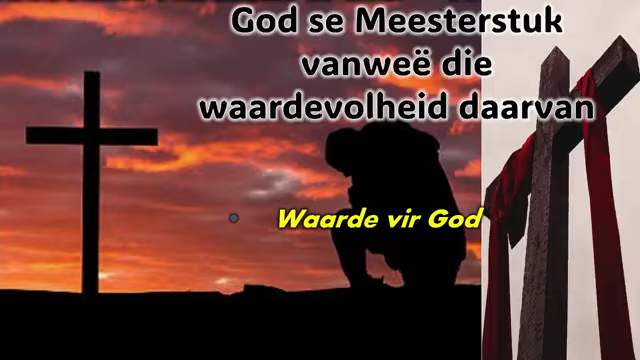 God se Meesterstuk
vanweë die
waardevolheid daarvan
Waarde vir God